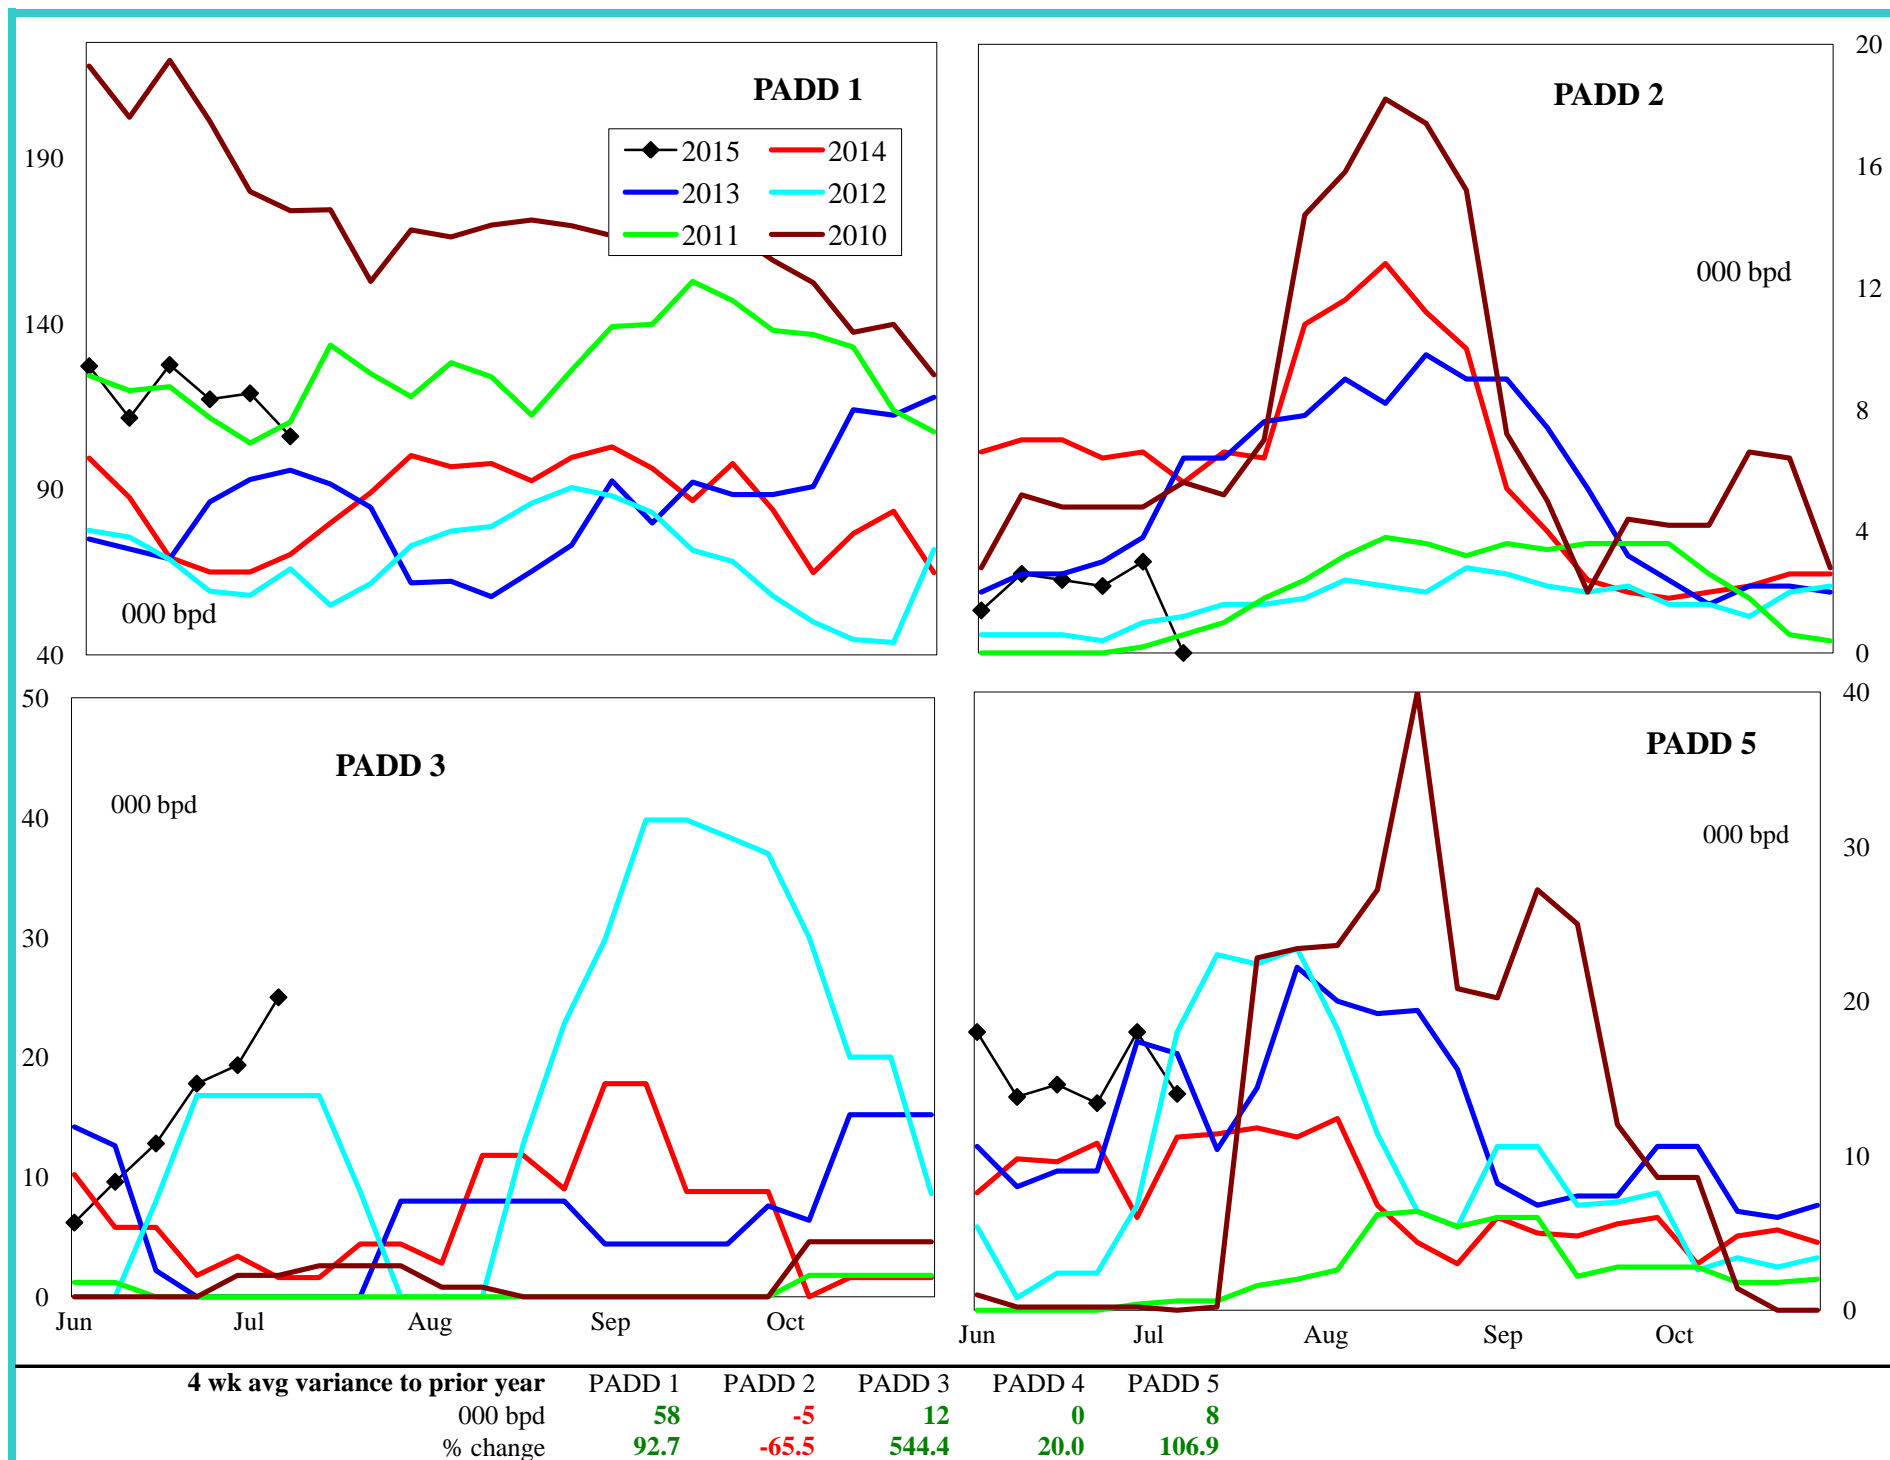 PADD 1
190
140
90
40
2015 2014
2013 2012
2011 2010
000 bpd
PADD 2
20
16
12
8
4
0
000 bpd
PADD 3
50
40
30
20
10
0
000 bpd
Jun Jul Aug Sep Oct
PADD 5
40
30
20
10
0
000 bpd
Jun Jul Aug Sep Oct
4 wk avg variance to prior year PADD 1 PADD 2 PADD 3 PADD 4 PADD 5
000 bpd 58 -5 12 0 8
% change 92.7 -65.5 544.4 20.0 106.9